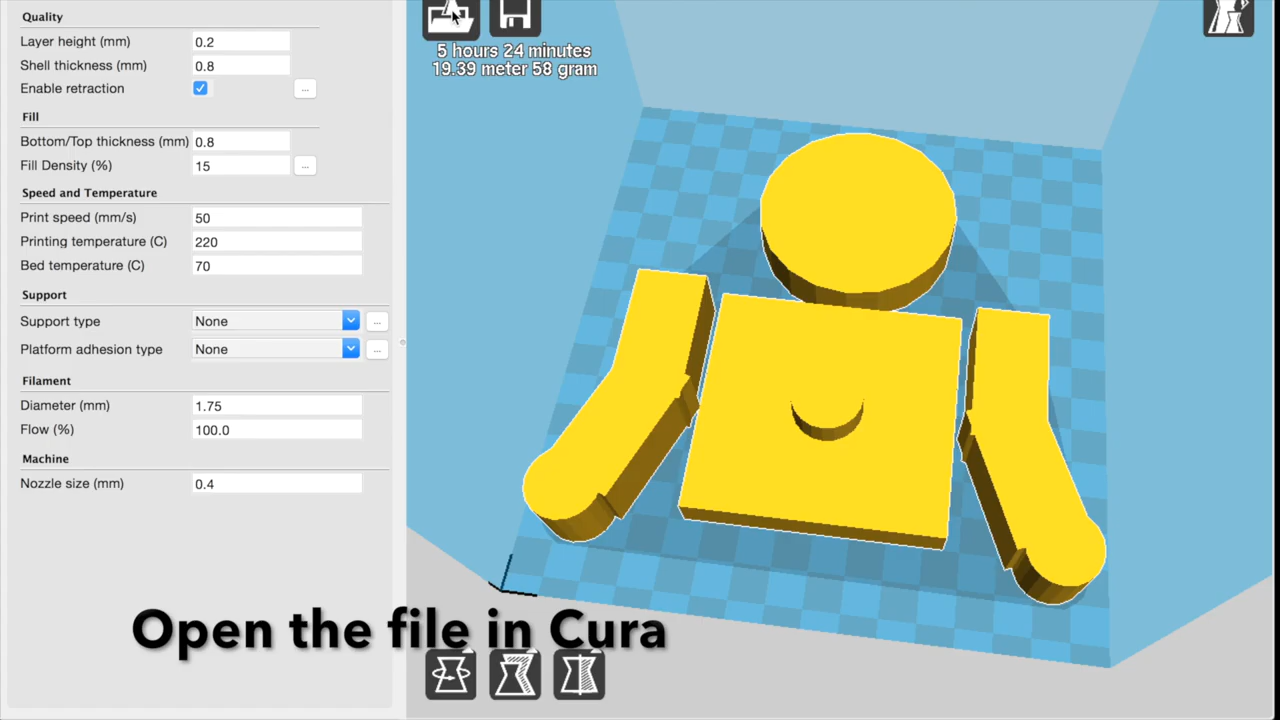 Quality
Layer height (mm) 0.2
Shell thickness (mm) 0.8
Enable retraction ...
Fill
Bottom/Top thickness (mm) 0.8
Fill Density (%) 15 ...
Speed and Temperature
Print speed (mm/s) 50
Printing temperature (C) 220
Bed temperature (C) 70
Support
Support type None ...
Platform adhesion type None ...
Filament
Diameter (mm) 1.75
Flow (%) 100.0
Machine
Nozzle size (mm) 0.4
5 hours 24 minutes
19.39 meter 58 gram
Open the file in Cura